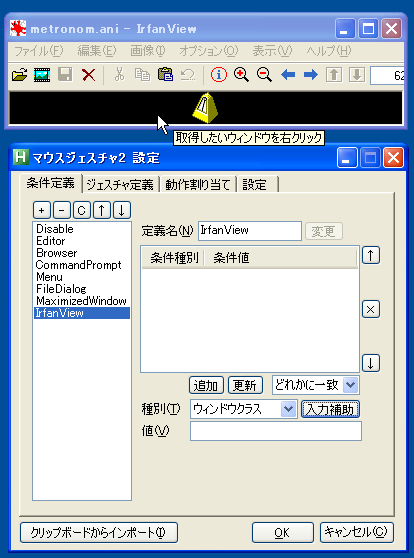 metronom.ani - IrfanView
ファイル(F) 編集(E) 画像(I) オプション(O) 表示(V) ヘルプ(H)
62
取得したいウィンドウを右クリック
マウスジェスチャ2 設定
条件定義 ジェスチャ定義 動作割り当て 設定
+ - C ↑ ↓
Disable
Editor
Browser
CommandPrompt
Menu
FileDialog
MaximizedWindow
IrfanView
定義名(N) IrfanView 変更
条件種別 条件値
↑
×
↓
追加 更新 どれかに一致
種別(T) ウィンドウクラス 入力補助
値(V)
クリップボードからインポート(I) OK キャンセル(C)